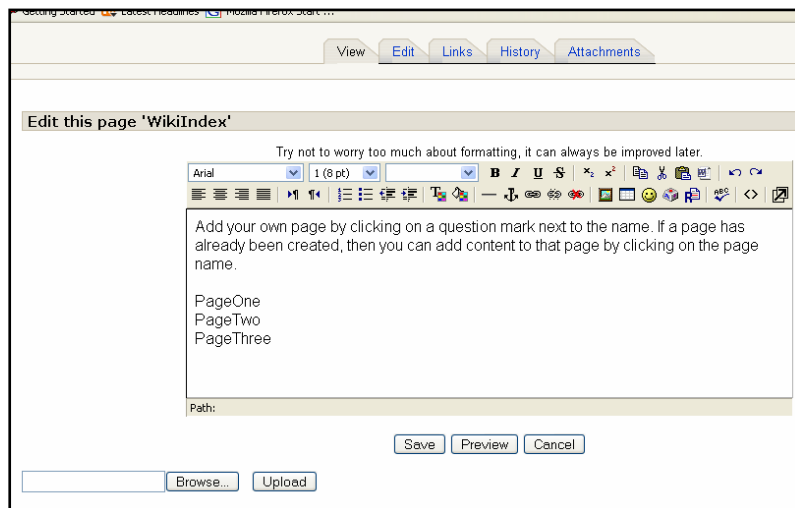 Getting Started Latest Headlines Mozilla Firefox Start ...
View Edit Links History Attachments
Edit this page 'WikiIndex'
Try not to worry too much about formatting, it can always be improved later.
Arial 1 (8 pt) B I U S x₂ x²
Add your own page by clicking on a question mark next to the name. If a page has
already been created, then you can add content to that page by clicking on the page
name.
PageOne
PageTwo
PageThree
Path:
Save Preview Cancel
Browse... Upload